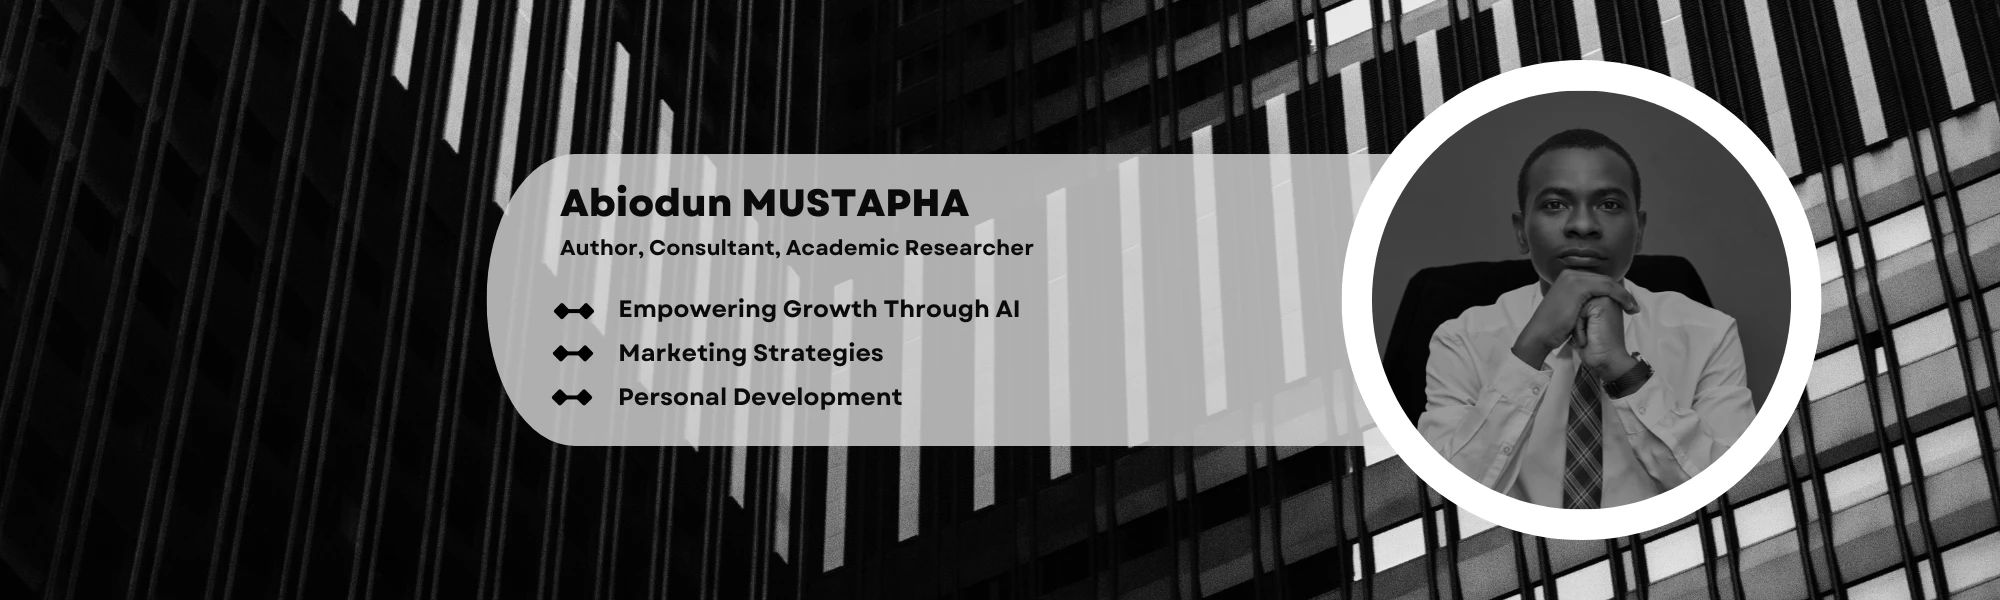 Abiodun MUSTAPHA
Author, Consultant, Academic Researcher
Empowering Growth Through AI
Marketing Strategies
Personal Development